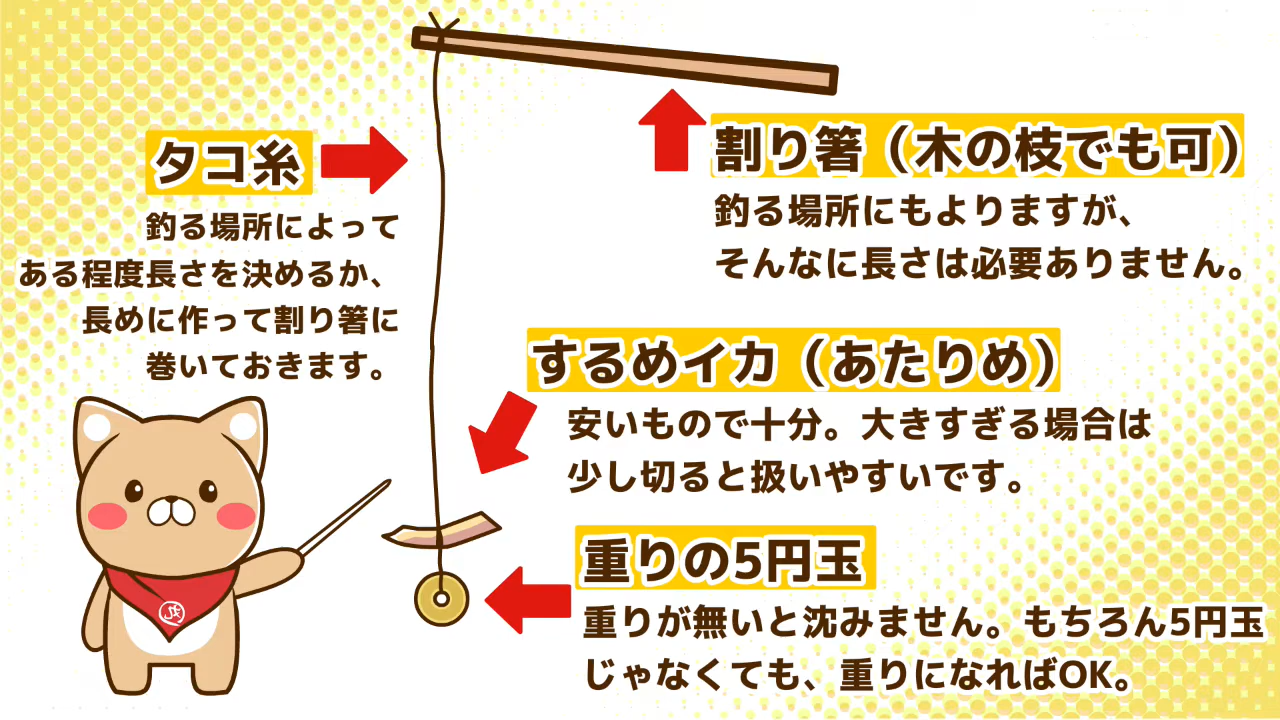 タコ糸
釣る場所によって
ある程度長さを決めるか、
長めに作って割り箸に
巻いておきます。
割り箸（木の枝でも可）
釣る場所にもよりますが、
そんなに長さは必要ありません。
するめイカ（あたりめ）
安いもので十分。大きすぎる場合は
少し切ると扱いやすいです。
重りの5円玉
重りが無いと沈みません。もちろん5円玉
じゃなくても、重りになればOK。